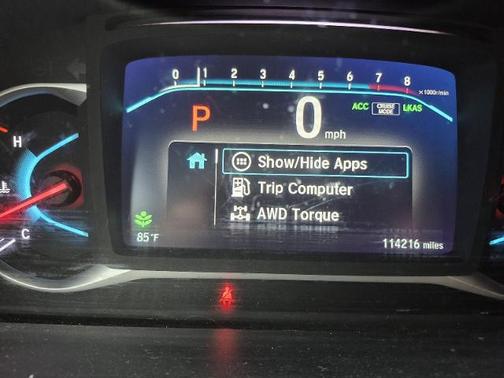 0 1 2 3 4 5 6 7 8
×1000r/min
P 0 mph
ACC CRUISE MODE LKAS
H
Show/Hide Apps
Trip Computer
AWD Torque
C
85°F
114216 miles